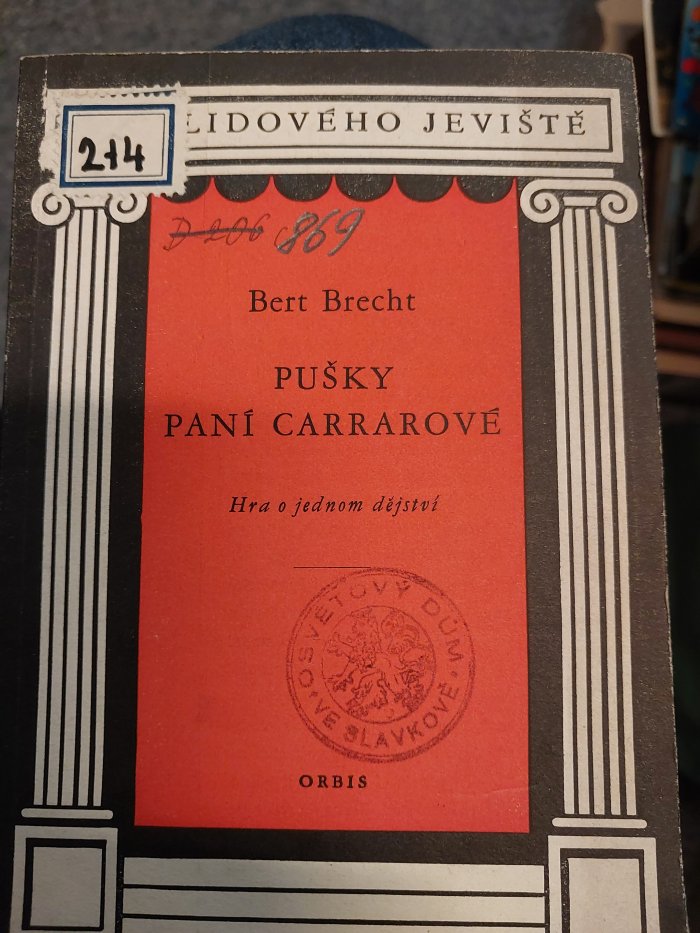 LIDOVÉHO JEVIŠTĚ
214
D 206 869
Bert Brecht
PUŠKY
PANÍ CARRAROVÉ
Hra o jednom dějství
OSVĚTOVÝ DŮM
VE SLAVKOVĚ
ORBIS